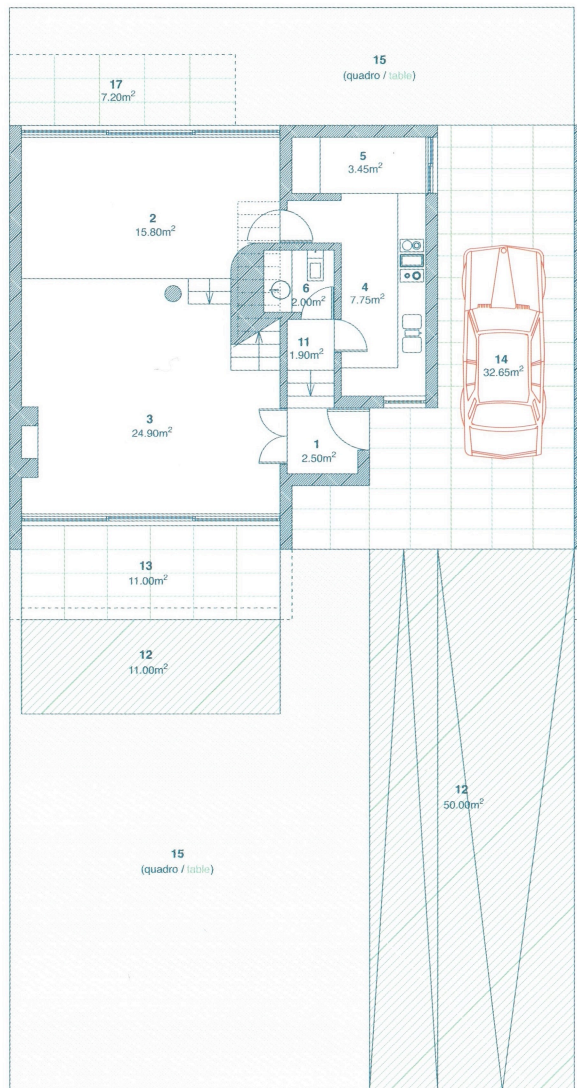 15
(quadro / table)
17
7.20m²
5
3.45m²
2
15.80m²
6
2.00m²
4
7.75m²
11
1.90m²
14
32.65m²
3
24.90m²
1
2.50m²
13
11.00m²
12
11.00m²
12
50.00m²
15
(quadro / table)